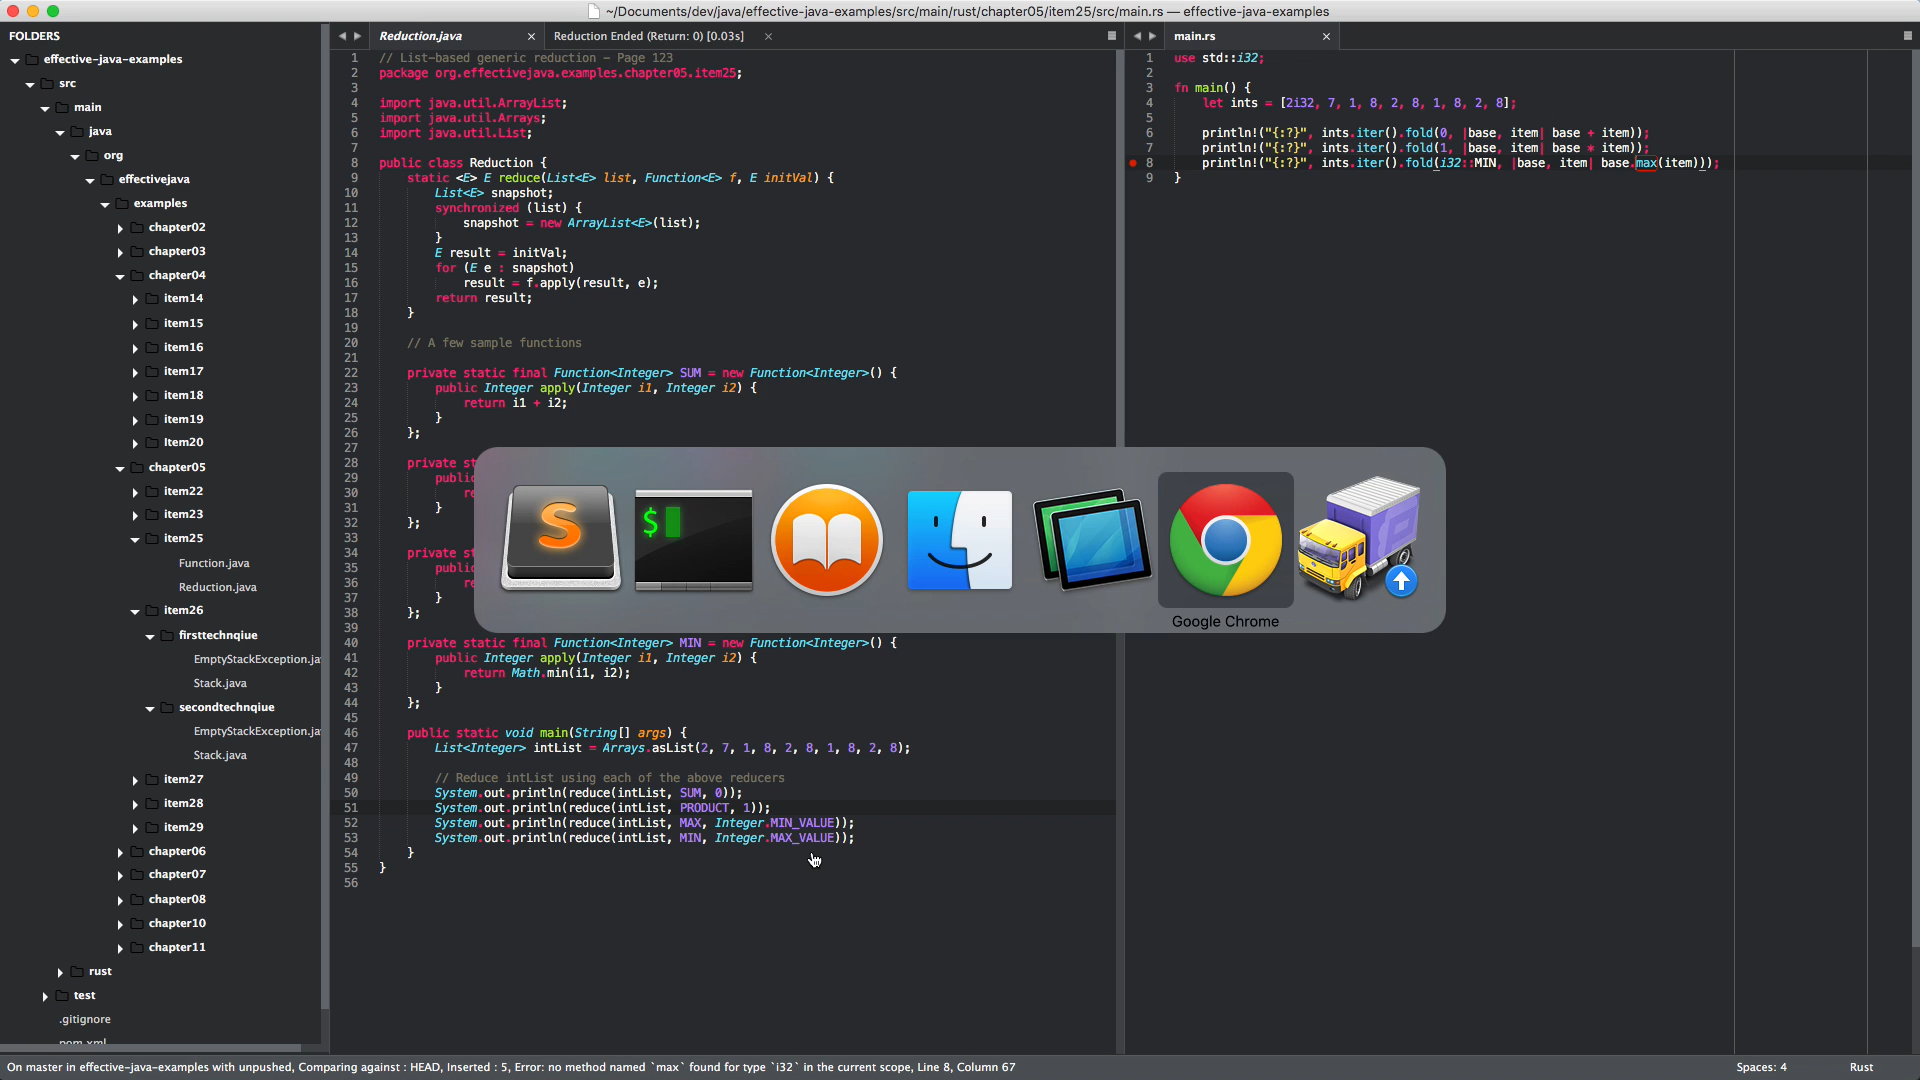 ~/Documents/dev/java/effective-java-examples/src/main/rust/chapter05/item25/src/main.rs — effective-java-examples
FOLDERS
effective-java-examples
src
main
java
org
effectivejava
examples
chapter02
chapter03
chapter04
item14
item15
item16
item17
item18
item19
item20
chapter05
item22
item23
item25
Function.java
Reduction.java
item26
firsttechnqiue
EmptyStackException.ja
Stack.java
secondtechnqiue
EmptyStackException.ja
Stack.java
item27
item28
item29
chapter06
chapter07
chapter08
chapter10
chapter11
rust
test
.gitignore
pom.xml
Reduction.java
Reduction Ended (Return: 0) [0.03s]
1 // List-based generic reduction - Page 123
2 package org.effectivejava.examples.chapter05.item25;
3
4 import java.util.ArrayList;
5 import java.util.Arrays;
6 import java.util.List;
7
8 public class Reduction {
9 static <E> E reduce(List<E> list, Function<E> f, E initVal) {
10 List<E> snapshot;
11 synchronized (list) {
12 snapshot = new ArrayList<E>(list);
13 }
14 E result = initVal;
15 for (E e : snapshot)
16 result = f.apply(result, e);
17 return result;
18 }
19
20 // A few sample functions
21
22 private static final Function<Integer> SUM = new Function<Integer>() {
23 public Integer apply(Integer i1, Integer i2) {
24 return i1 + i2;
25 }
26 };
27
28 private st
29 public
30 re
31 }
32 };
33
34 private st
35 public
36 re
37 }
38 };
39
40 private static final Function<Integer> MIN = new Function<Integer>() {
41 public Integer apply(Integer i1, Integer i2) {
42 return Math.min(i1, i2);
43 }
44 };
45
46 public static void main(String[] args) {
47 List<Integer> intList = Arrays.asList(2, 7, 1, 8, 2, 8, 1, 8, 2, 8);
48
49 // Reduce intList using each of the above reducers
50 System.out.println(reduce(intList, SUM, 0));
51 System.out.println(reduce(intList, PRODUCT, 1));
52 System.out.println(reduce(intList, MAX, Integer.MIN_VALUE));
53 System.out.println(reduce(intList, MIN, Integer.MAX_VALUE));
54 }
55 }
56
main.rs
1 use std::i32;
2
3 fn main() {
4 let ints = [2i32, 7, 1, 8, 2, 8, 1, 8, 2, 8];
5
6 println!("{:?}", ints.iter().fold(0, |base, item| base + item));
7 println!("{:?}", ints.iter().fold(1, |base, item| base * item));
8 println!("{:?}", ints.iter().fold(i32::MIN, |base, item| base.max(item)));
9 }
S
$
Google Chrome
On master in effective-java-examples with unpushed, Comparing against : HEAD, Inserted : 5, Error: no method named `max` found for type `i32` in the current scope, Line 8, Column 67
Spaces: 4
Rust